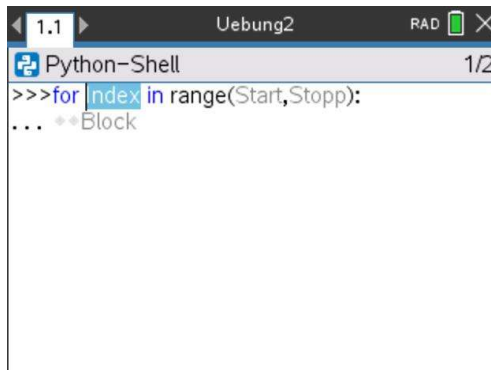 1.1 Uebung2 RAD
Python-Shell 1/2
>>>for Index in range(Start,Stopp):
... **Block